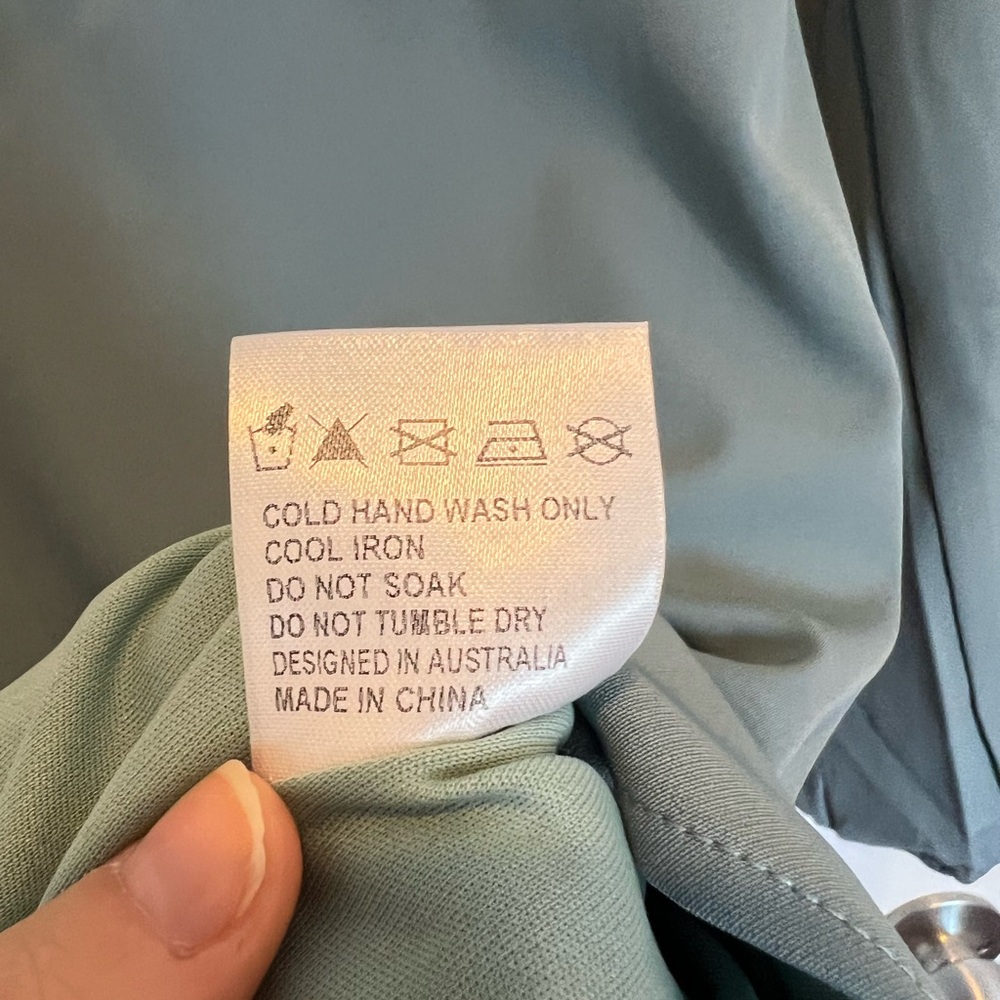 COLD HAND WASH ONLY
COOL IRON
DO NOT SOAK
DO NOT TUMBLE DRY
DESIGNED IN AUSTRALIA
MADE IN CHINA